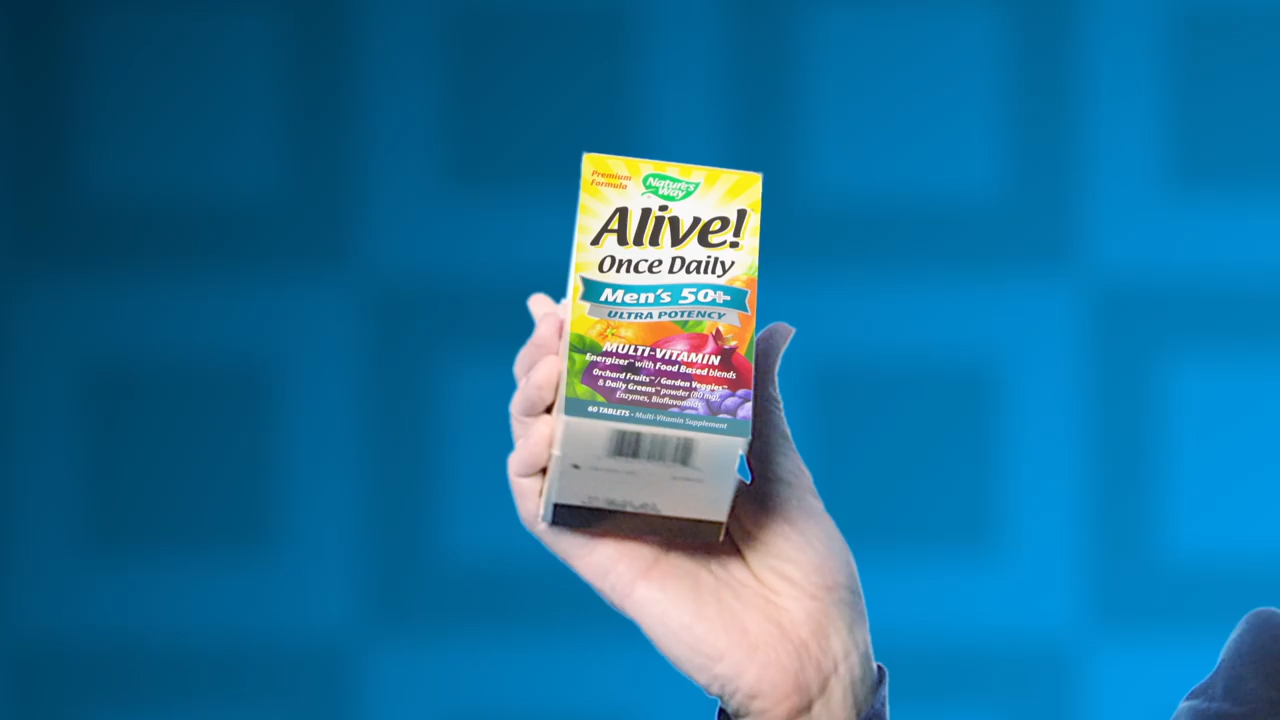 Premium
Formula
Nature's
Way
Alive!
Once Daily
Men's 50+
ULTRA POTENCY
MULTI-VITAMIN
Energizer™ with Food Based blends
Orchard Fruits™ / Garden Veggies™
& Daily Greens™ powder (80 mg),
Enzymes, Bioflavonoids
60 TABLETS • Multi-Vitamin Supplement